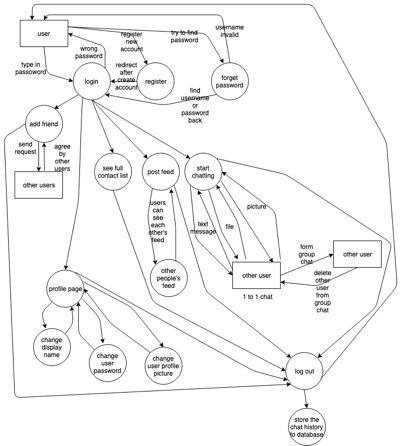 username
invalid
user
register
new
account
try to find
password
wrong
password
type in
passoword
redirect
after
create
account
login
register
forget
password
find
username
or
password
back
add friend
send
request
agree
by
other
users
other users
see full
contact list
post feed
start
chatting
users
can
see
each
other's
feed
text
message
file
picture
form
group
chat
other user
other user
delete
other
user
from
group
chat
1 to 1 chat
other
people's
feed
profile page
change
display
name
change
user
password
change
user profile
picture
log out
store the
chat history
to database